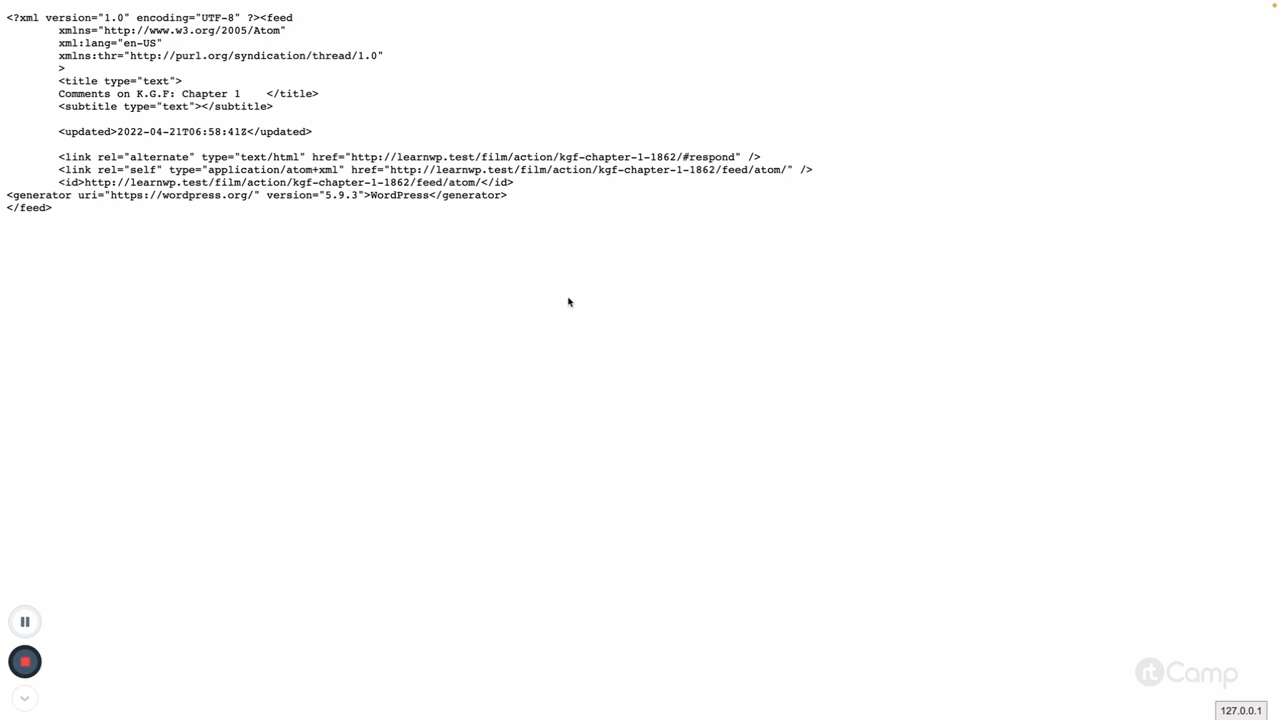 <?xml version="1.0" encoding="UTF-8" ?><feed
xmlns="http://www.w3.org/2005/Atom"
xml:lang="en-US"
xmlns:thr="http://purl.org/syndication/thread/1.0"
>
<title type="text">
Comments on K.G.F: Chapter 1    </title>
<subtitle type="text"></subtitle>
<updated>2022-04-21T06:58:41Z</updated>
<link rel="alternate" type="text/html" href="http://learnwp.test/film/action/kgf-chapter-1-1862/#respond" />
<link rel="self" type="application/atom+xml" href="http://learnwp.test/film/action/kgf-chapter-1-1862/feed/atom/" />
<id>http://learnwp.test/film/action/kgf-chapter-1-1862/feed/atom/</id>
<generator uri="https://wordpress.org/" version="5.9.3">WordPress</generator>
</feed>
rtCamp
127.0.0.1